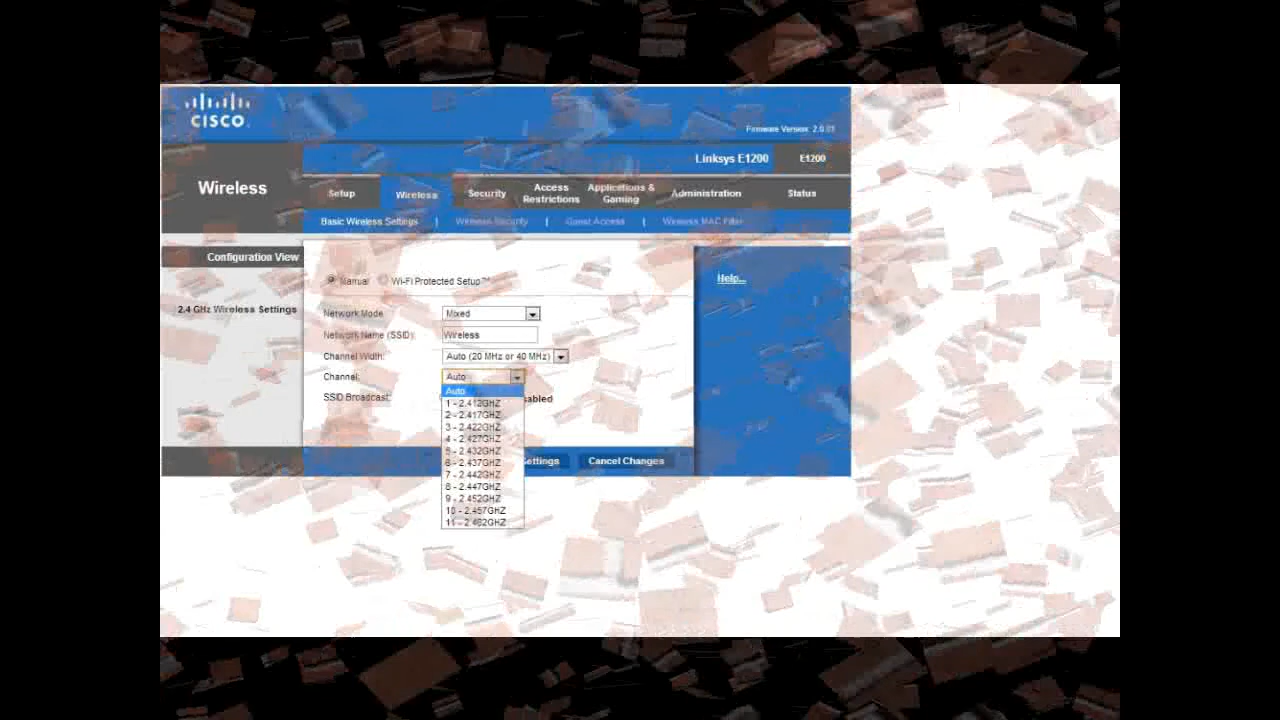 CISCO
Firmware Version: 2.0.01
Linksys E1200 E1200
Wireless
Setup Wireless Security Access Restrictions Applications & Gaming Administration Status
Basic Wireless Settings | Wireless Security | Guest Access | Wireless MAC Filter
Configuration View
Manual Wi-Fi Protected Setup™
Help...
2.4 GHz Wireless Settings
Network Mode Mixed
Network Name (SSID): Wireless
Channel Width: Auto (20 MHz or 40 MHz)
Channel: Auto
Auto
SSID Broadcast: sabled
1 - 2.412GHZ
2 - 2.417GHZ
3 - 2.422GHZ
4 - 2.427GHZ
5 - 2.432GHZ
6 - 2.437GHZ
7 - 2.442GHZ
8 - 2.447GHZ
9 - 2.452GHZ
10 - 2.457GHZ
11 - 2.462GHZ
Settings Cancel Changes